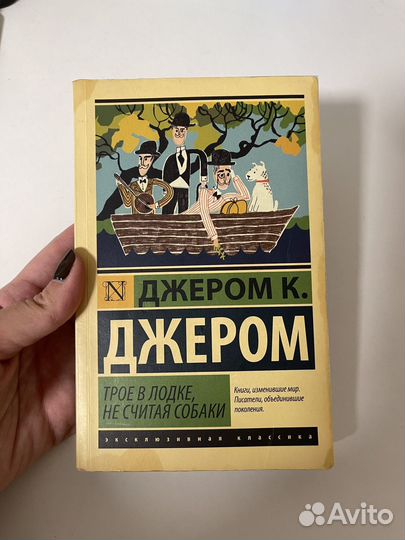 N
ДЖЕРОМ К.
ДЖЕРОМ
ТРОЕ В ЛОДКЕ,
НЕ СЧИТАЯ СОБАКИ
Книги, изменившие мир.
Писатели, объединившие
поколения.
эксклюзивная классика
Avito